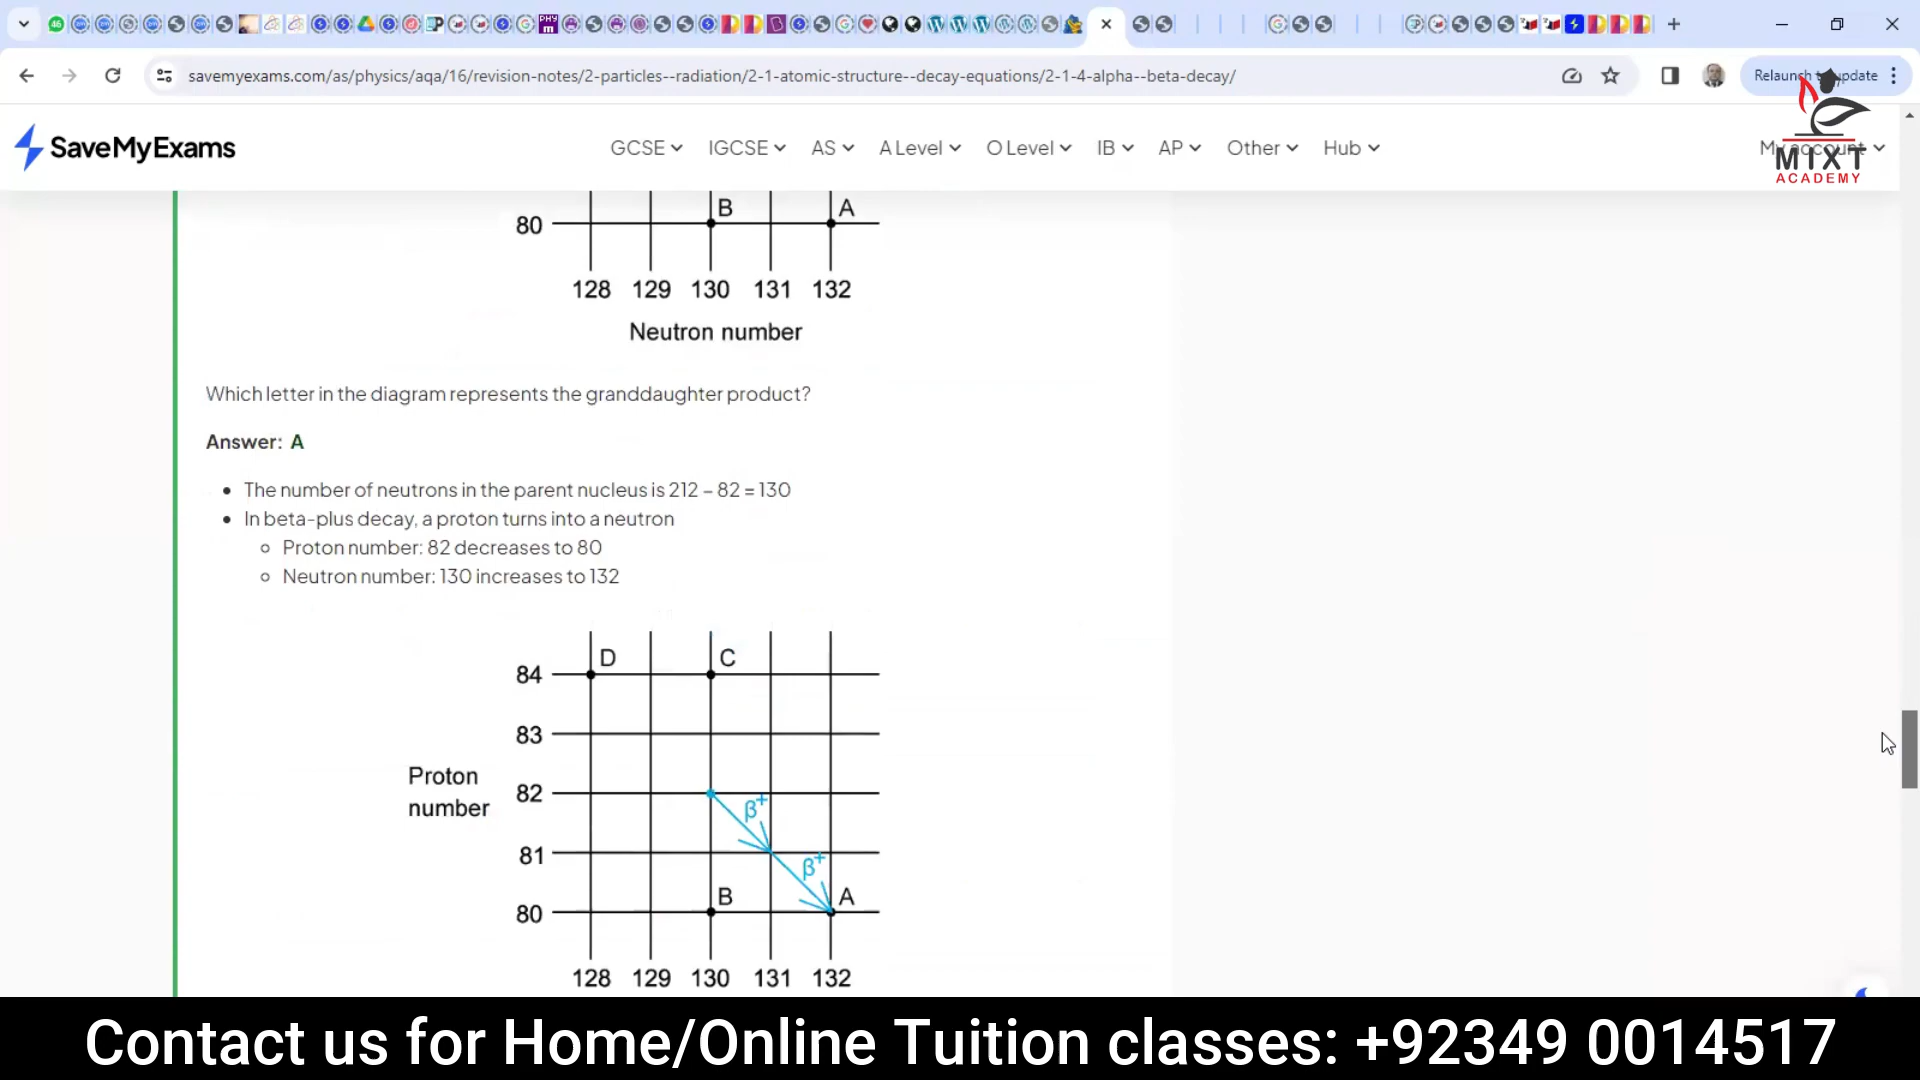 savemyexams.com/as/physics/aqa/16/revision-notes/2-particles--radiation/2-1-atomic-structure--decay-equations/2-1-4-alpha--beta-decay/
SaveMyExams
GCSE
IGCSE
AS
A Level
O Level
IB
AP
Other
Hub
MIXT
ACADEMY
B A
80
128 129 130 131 132
Neutron number
Which letter in the diagram represents the granddaughter product?
Answer: A
The number of neutrons in the parent nucleus is 212 – 82 = 130
In beta-plus decay, a proton turns into a neutron
Proton number: 82 decreases to 80
Neutron number: 130 increases to 132
D C
84
83
Proton
number
82
β+
81
β+
B A
80
128 129 130 131 132
Contact us for Home/Online Tuition classes: +92349 0014517